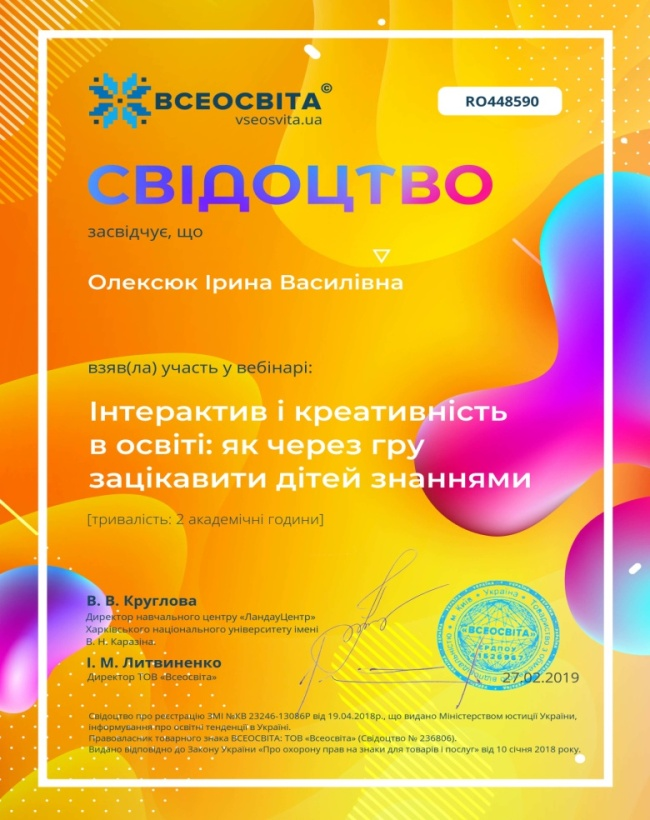 ВСЕОСВІТА©
vseosvita.ua
RO448590
СВІДОЦТВО
засвідчує, що
Олексюк Ірина Василівна
взяв(ла) участь у вебінарі:
Інтерактив і креативність
в освіті: як через гру
зацікавити дітей знаннями
[тривалість: 2 академічні години]
В. В. Круглова
Директор навчального центру «ЛандауЦентр»
Харківського національного університету імені
В. Н. Каразіна.
І. М. Литвиненко
Директор ТОВ «Всеосвіта»
Україна
м. Київ
«ВСЕОСВІТА»
27.02.2019
Свідоцтво про реєстрацію ЗМІ №КВ 23246-13086Р від 19.04.2018р., що видано Міністерством юстиції України,
інформування про освітні тенденції в Україні.
Правовласник товарного знака ВСЕОСВІТА: ТОВ «Всеосвіта» (Свідоцтво № 236806).
Видано відповідно до Закону України «Про охорону прав на знаки для товарів і послуг» від 10 січня 2018 року.